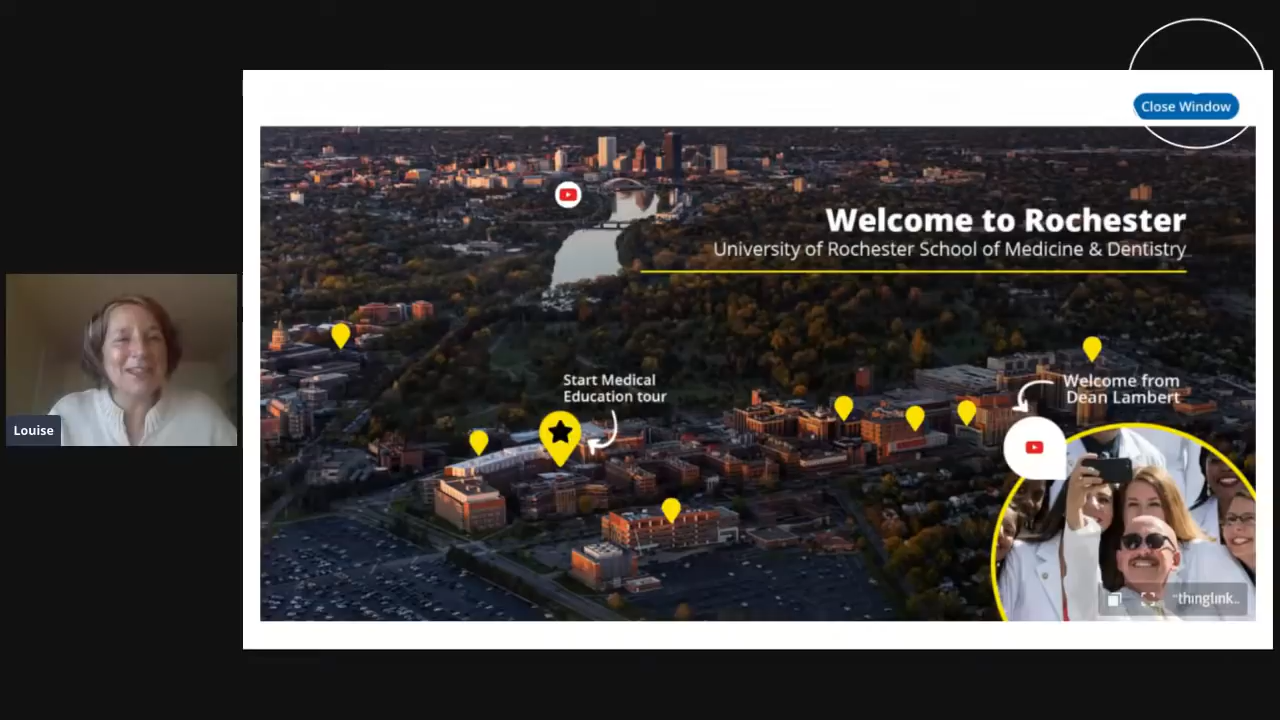 Close Window
Welcome to Rochester
University of Rochester School of Medicine & Dentistry
Start Medical
Education tour
Welcome from
Dean Lambert
Louise
thinglink..